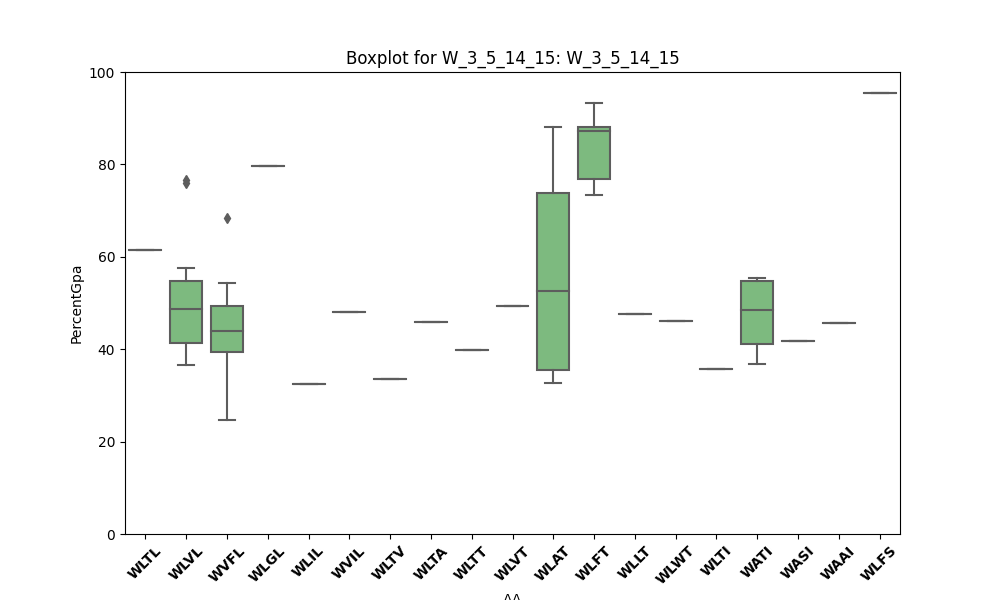 Boxplot for W_3_5_14_15: W_3_5_14_15
PercentGpa
100
80
60
40
20
0
WLTL WLVL WVFL WLGL WLIL WVIL WLTV WLTA WLTT WLVT WLAT WLFT WLLT WLWT WLTI WATI WASI WAAI WLFS
AA